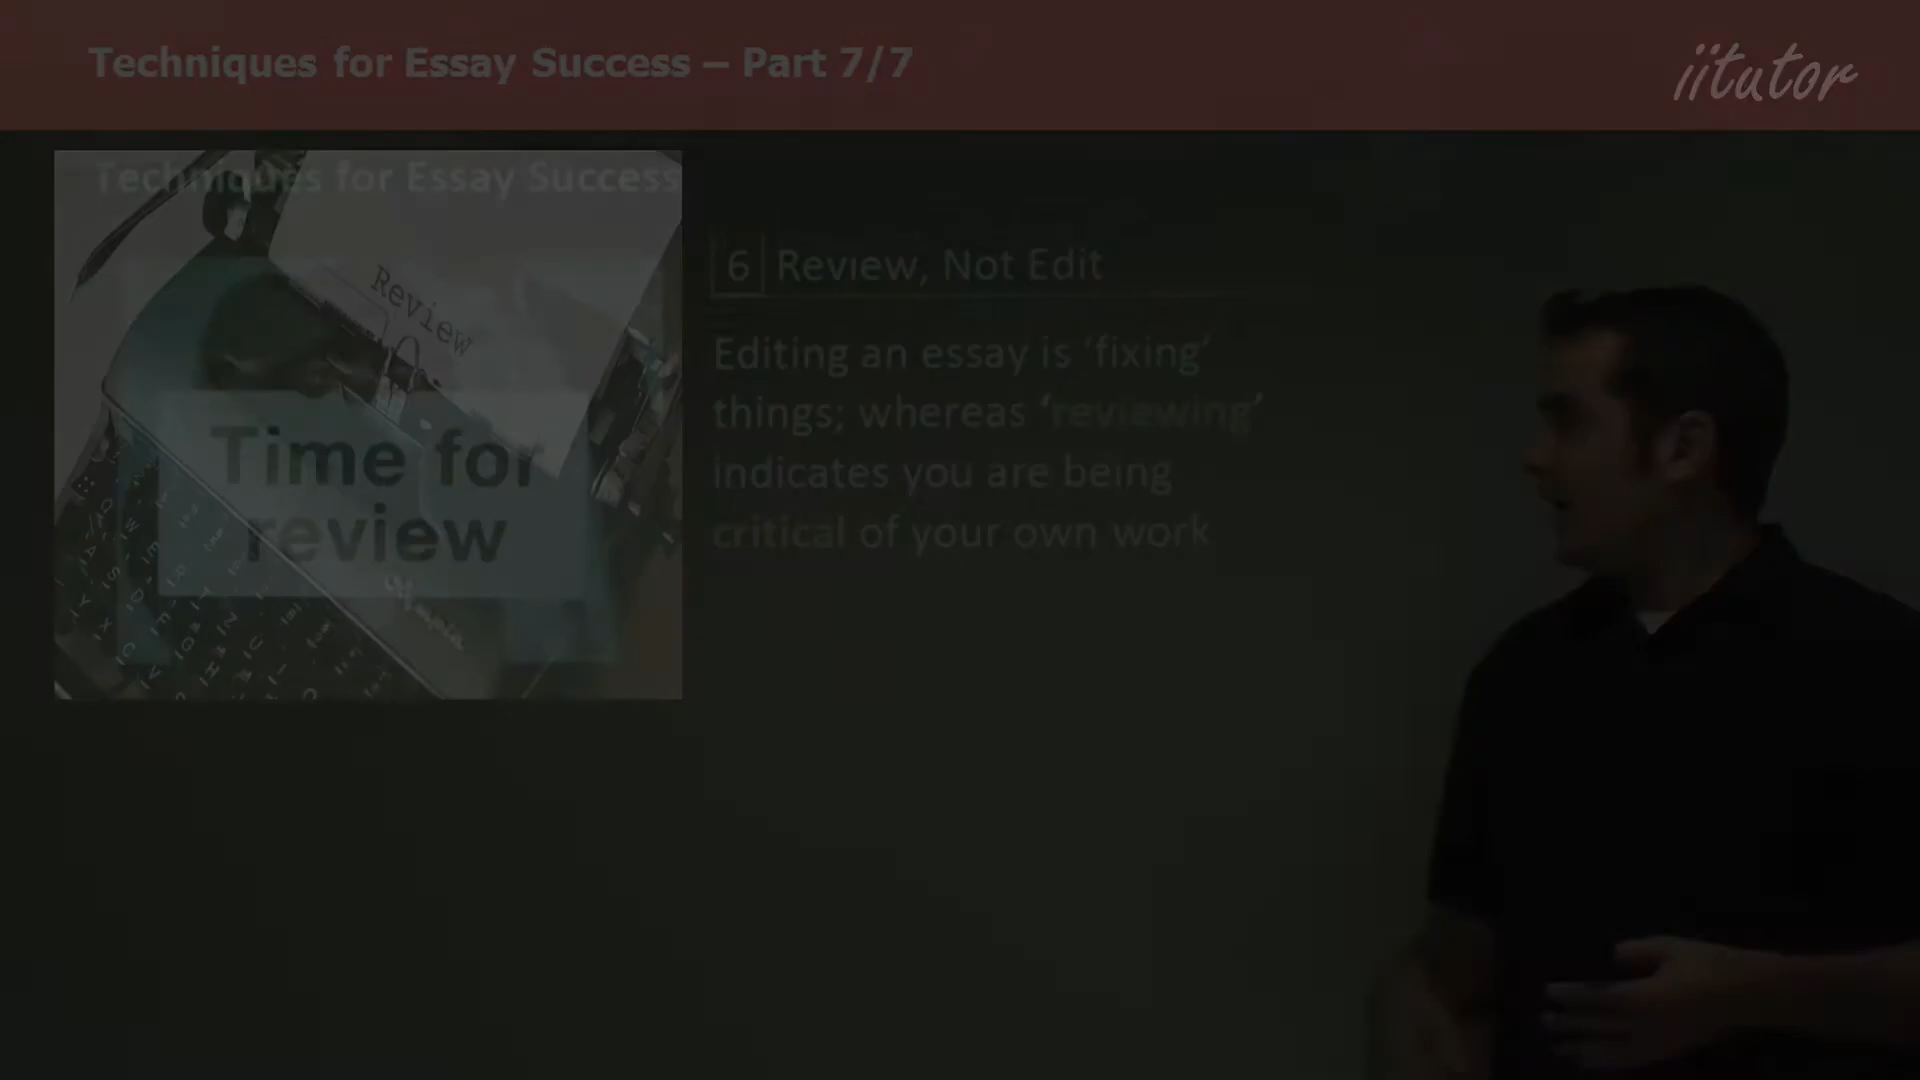 Techniques for Essay Success – Part 7/7
iitutor
Techniques for Essay Success
Review
Time for
review
6 Review, Not Edit
Editing an essay is ‘fixing’
things; whereas ‘reviewing’
indicates you are being
critical of your own work